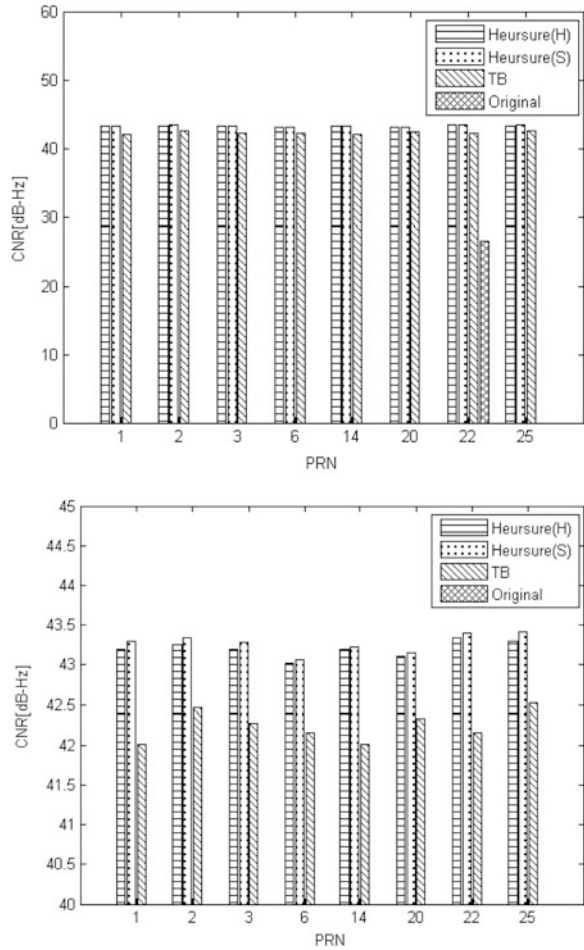 60
50
40
30
20
10
0
CNR[dB-Hz]
Heursure(H)
Heursure(S)
TB
Original
1 2 3 6 14 20 22 25
PRN
45
44.5
44
43.5
43
42.5
42
41.5
41
40.5
40
CNR[dB-Hz]
Heursure(H)
Heursure(S)
TB
Original
1 2 3 6 14 20 22 25
PRN